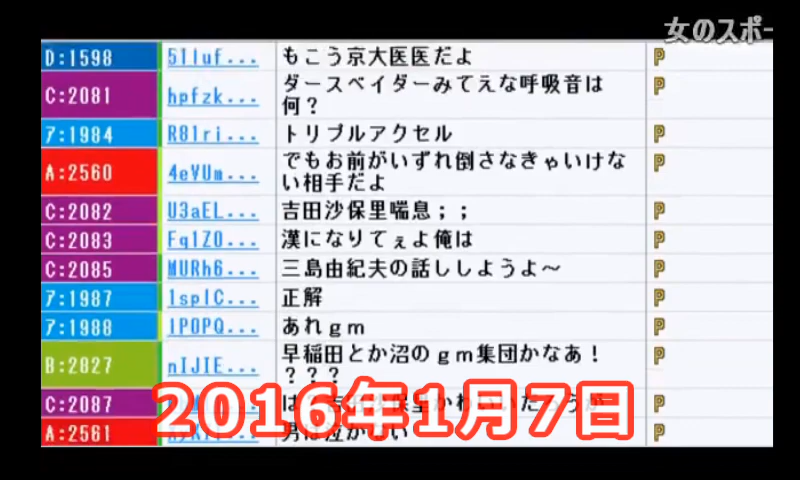 女のスポー
D:1598 51luf... もこう京大医医だよ P
C:2081 hpfzk... ダースベイダーみてえな呼吸音は P
何？
ｱ:1984 R81ri... トリプルアクセル P
A:2560 4eYUm... でもお前がいずれ倒さなきゃいけな P
い相手だよ
C:2082 U3aEL... 吉田沙保里喘息；； P
C:2083 Fq1ZO... 漢になりてぇよ俺は P
C:2085 MURh6... 三島由紀夫の話ししようよ～ P
ｱ:1987 1splC... 正解 P
ｱ:1988 1POPQ... あれｇｍ P
B:2827 nIJIE... 早稲田とか沼のｇｍ集団かなあ！ P
？？？
C:2087 P
A:2561 P
2016年1月7日